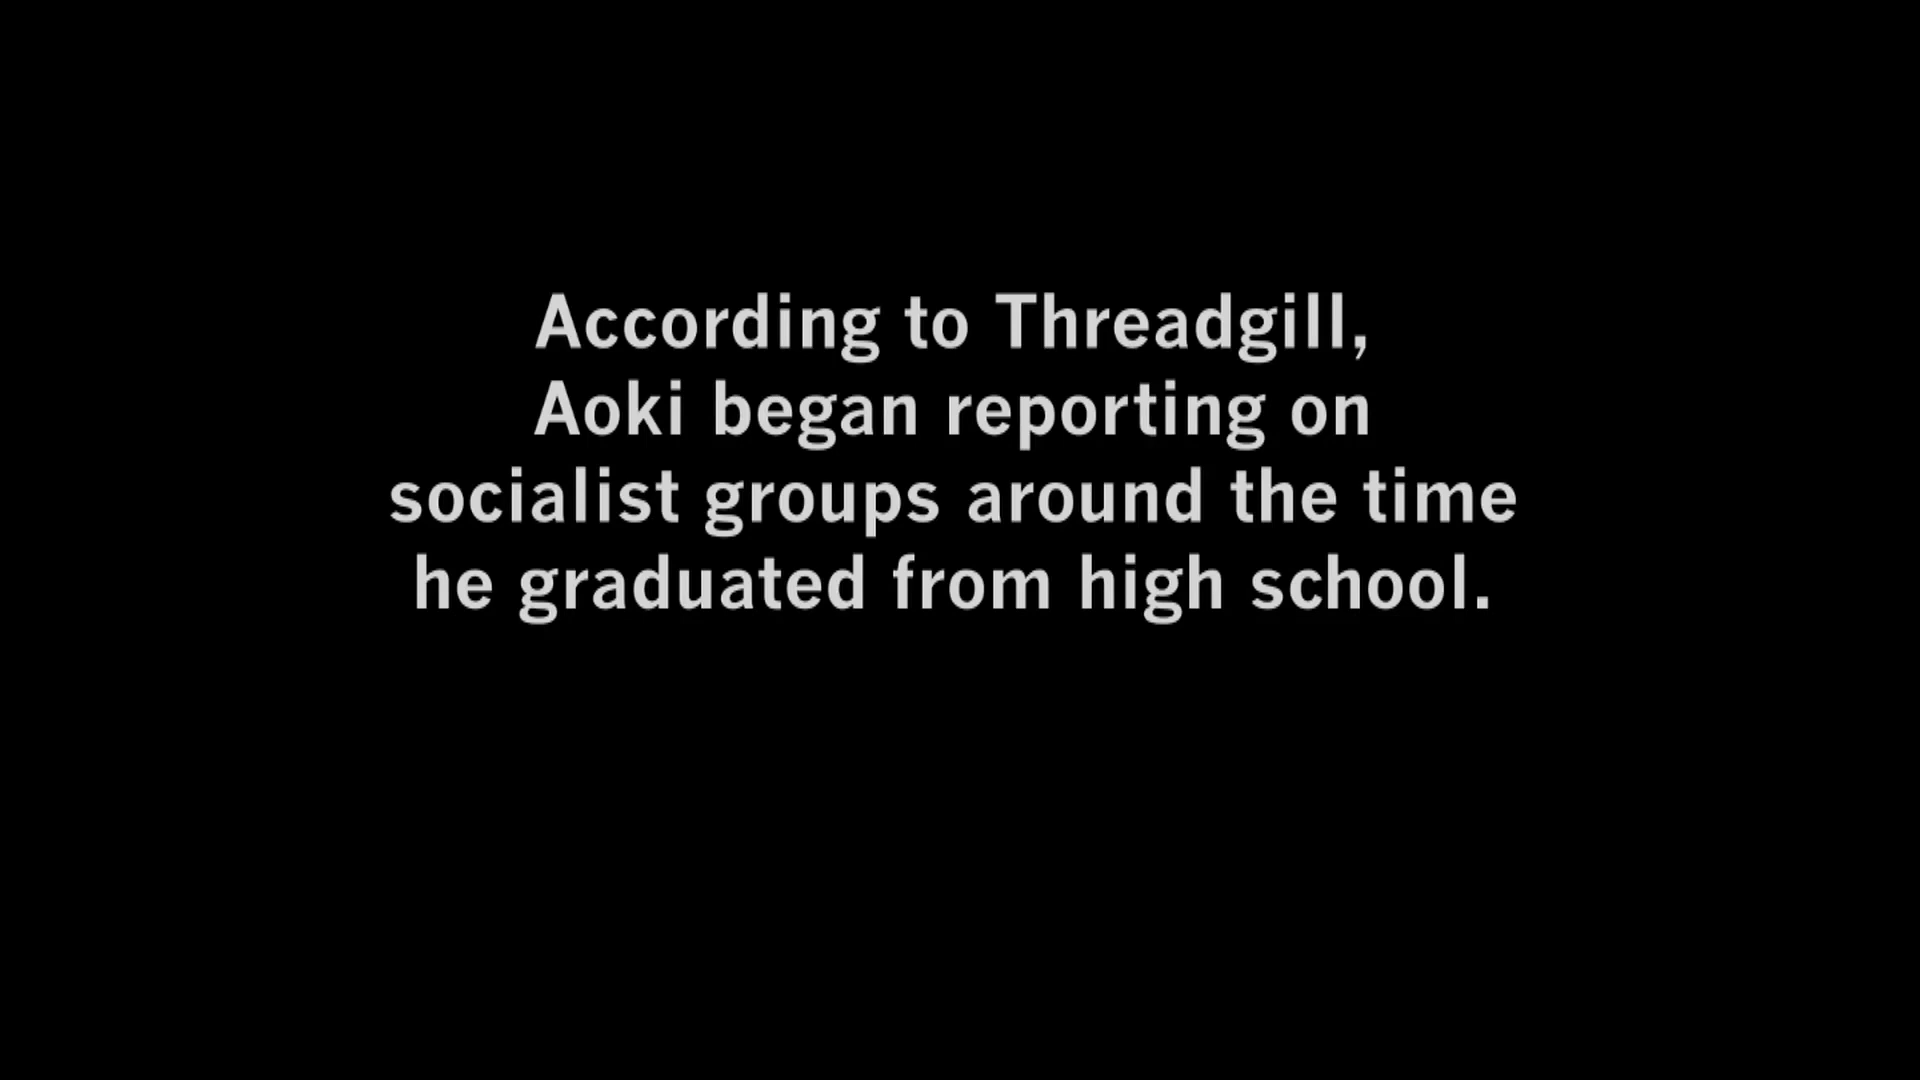 According to Threadgill,
Aoki began reporting on
socialist groups around the time
he graduated from high school.